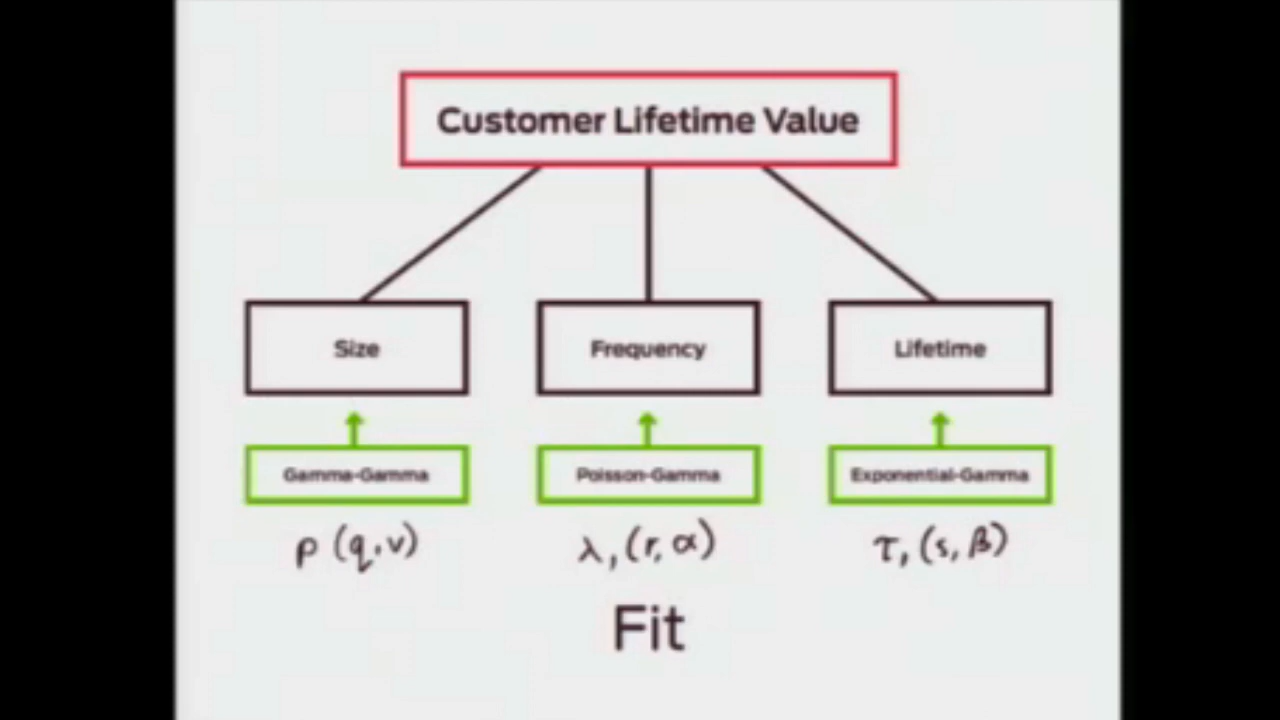 Customer Lifetime Value
Size
Frequency
Lifetime
Gamma-Gamma
Poisson-Gamma
Exponential-Gamma
p (q,v)
λ, (r, α)
τ, (s, β)
Fit